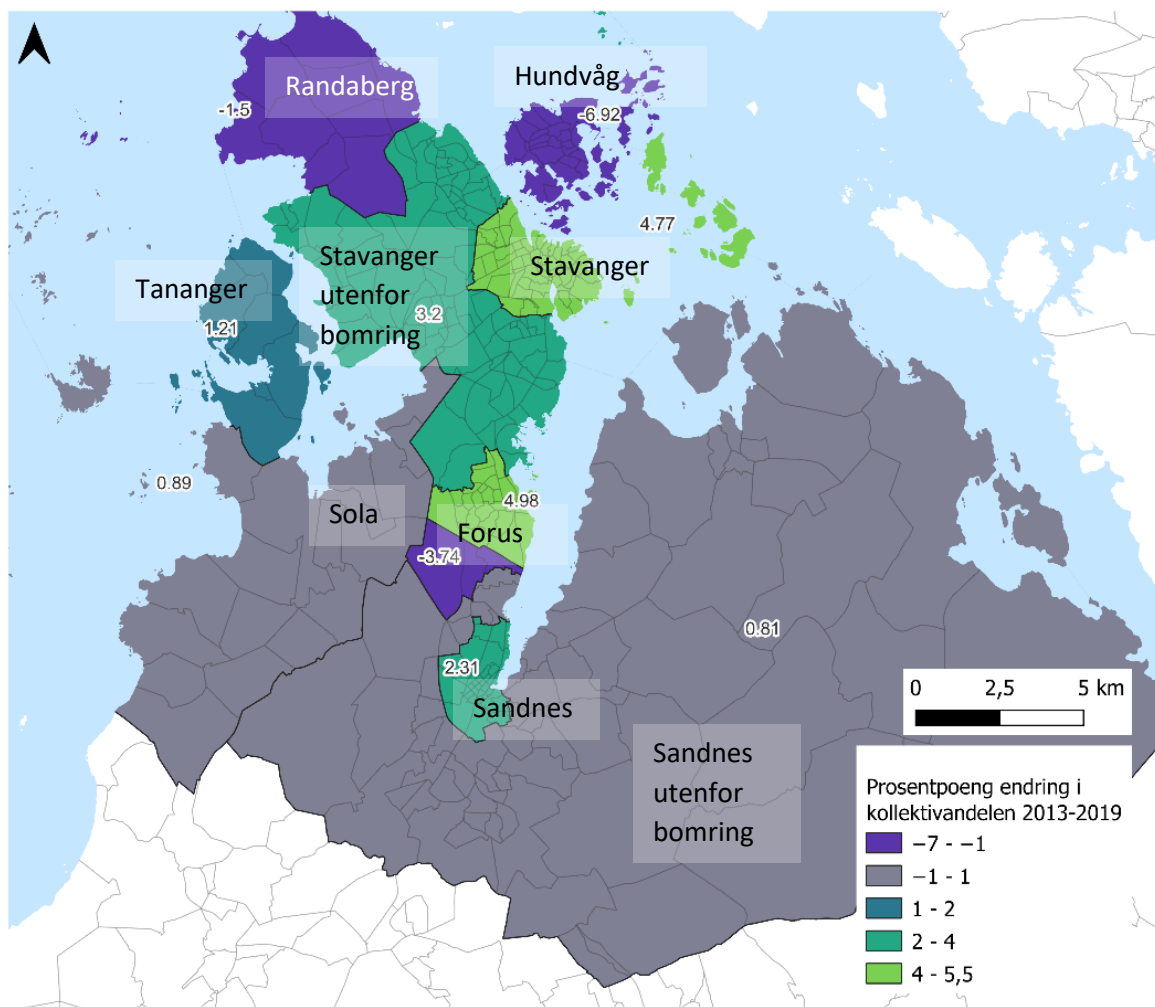 Randaberg
Hundvåg
-1.5
-6.92
4.77
Stavanger
utenfor
bomring
3.2
Stavanger
Tananger
1.21
0.89
Sola
4.98
Forus
-3.74
0.81
2.31
Sandnes
Sandnes
utenfor
bomring
0 2,5 5 km
Prosentpoeng endring i
kollektivandelen 2013-2019
−7 - −1
−1 - 1
1 - 2
2 - 4
4 - 5,5